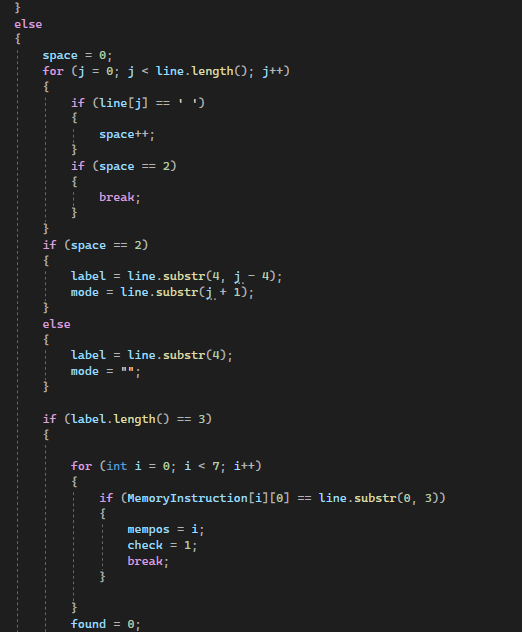 }
else
{
    space = 0;
    for (j = 0; j < line.length(); j++)
    {
        if (line[j] == ' ')
        {
            space++;
        }
        if (space == 2)
        {
            break;
        }
    }
    if (space == 2)
    {
        label = line.substr(4, j - 4);
        mode = line.substr(j + 1);
    }
    else
    {
        label = line.substr(4);
        mode = "";
    }

    if (label.length() == 3)
    {

        for (int i = 0; i < 7; i++)
        {
            if (MemoryInstruction[i][0] == line.substr(0, 3))
            {
                mempos = i;
                check = 1;
                break;
            }

        }
        found = 0;